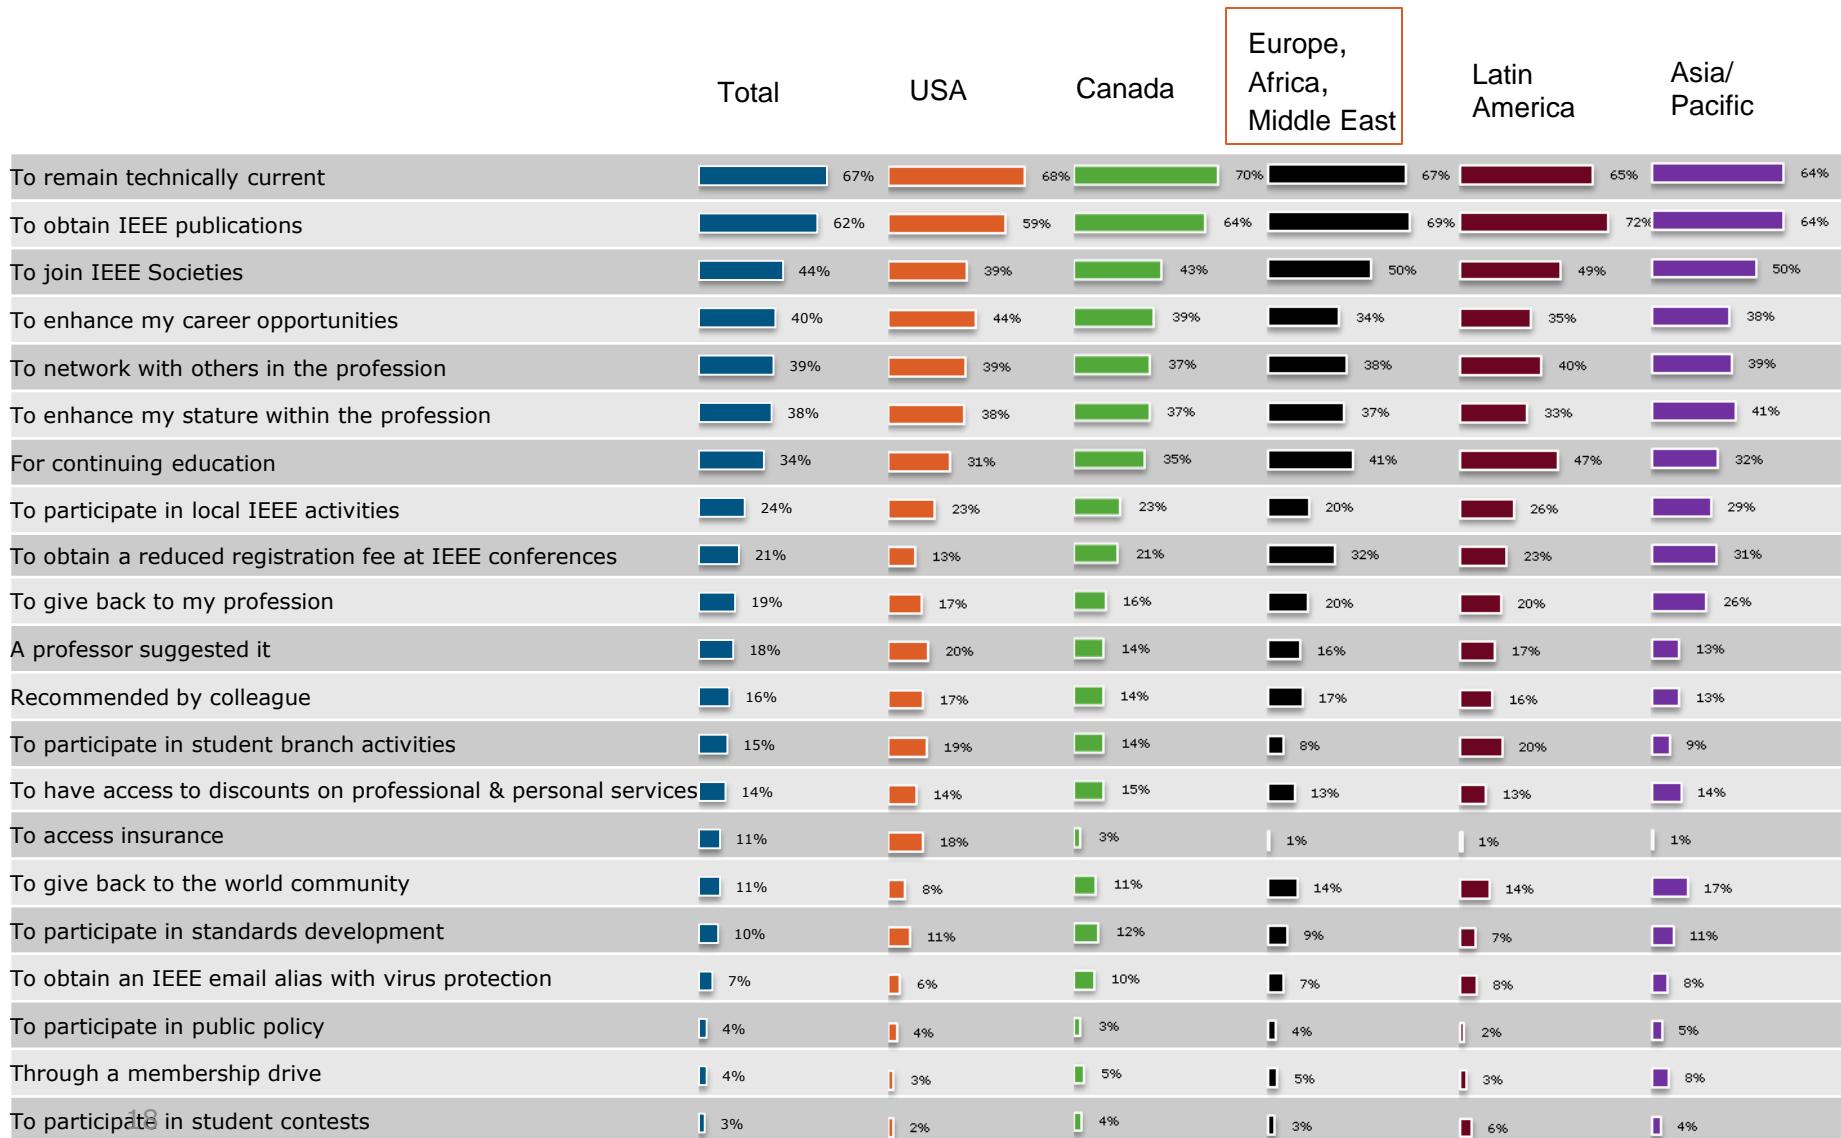 Total
USA
Canada
Europe,
Africa,
Middle East
Latin
America
Asia/
Pacific
To remain technically current 67% 68% 70% 67% 65% 64%
To obtain IEEE publications 62% 59% 64% 69% 72% 64%
To join IEEE Societies 44% 39% 43% 50% 49% 50%
To enhance my career opportunities 40% 44% 39% 34% 35% 38%
To network with others in the profession 39% 39% 37% 38% 40% 39%
To enhance my stature within the profession 38% 38% 37% 37% 33% 41%
For continuing education 34% 31% 35% 41% 47% 32%
To participate in local IEEE activities 24% 23% 23% 20% 26% 29%
To obtain a reduced registration fee at IEEE conferences 21% 13% 21% 32% 23% 31%
To give back to my profession 19% 17% 16% 20% 20% 26%
A professor suggested it 18% 20% 14% 16% 17% 13%
Recommended by colleague 16% 17% 14% 17% 16% 13%
To participate in student branch activities 15% 19% 14% 8% 20% 9%
To have access to discounts on professional & personal services 14% 14% 15% 13% 13% 14%
To access insurance 11% 18% 3% 1% 1% 1%
To give back to the world community 11% 8% 11% 14% 14% 17%
To participate in standards development 10% 11% 12% 9% 7% 11%
To obtain an IEEE email alias with virus protection 7% 6% 10% 7% 8% 8%
To participate in public policy 4% 4% 3% 4% 2% 5%
Through a membership drive 4% 3% 5% 5% 3% 8%
To participate in student contests 3% 2% 4% 3% 6% 4%
18